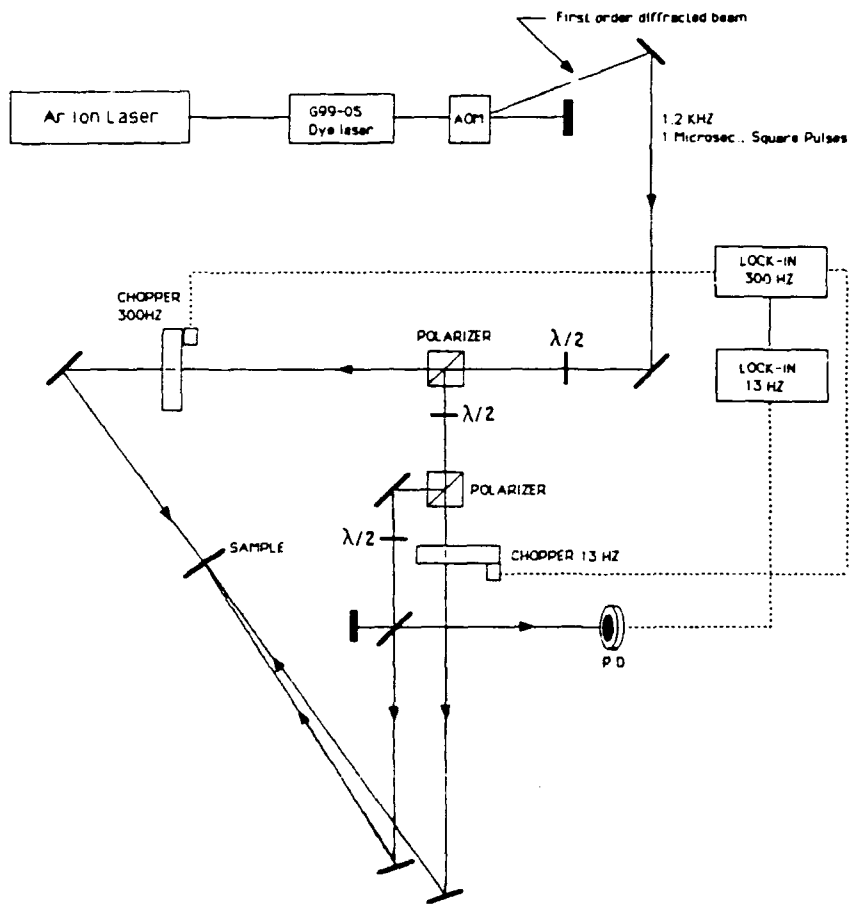 First order diffracted beam
Ar Ion Laser
G99-05
Dye laser
AOM
1.2 KHZ
1 Microsec., Square Pulses
LOCK-IN
300 HZ
CHOPPER
300HZ
POLARIZER
λ/2
LOCK-IN
13 HZ
λ/2
POLARIZER
λ/2
SAMPLE
CHOPPER 13 HZ
P.D